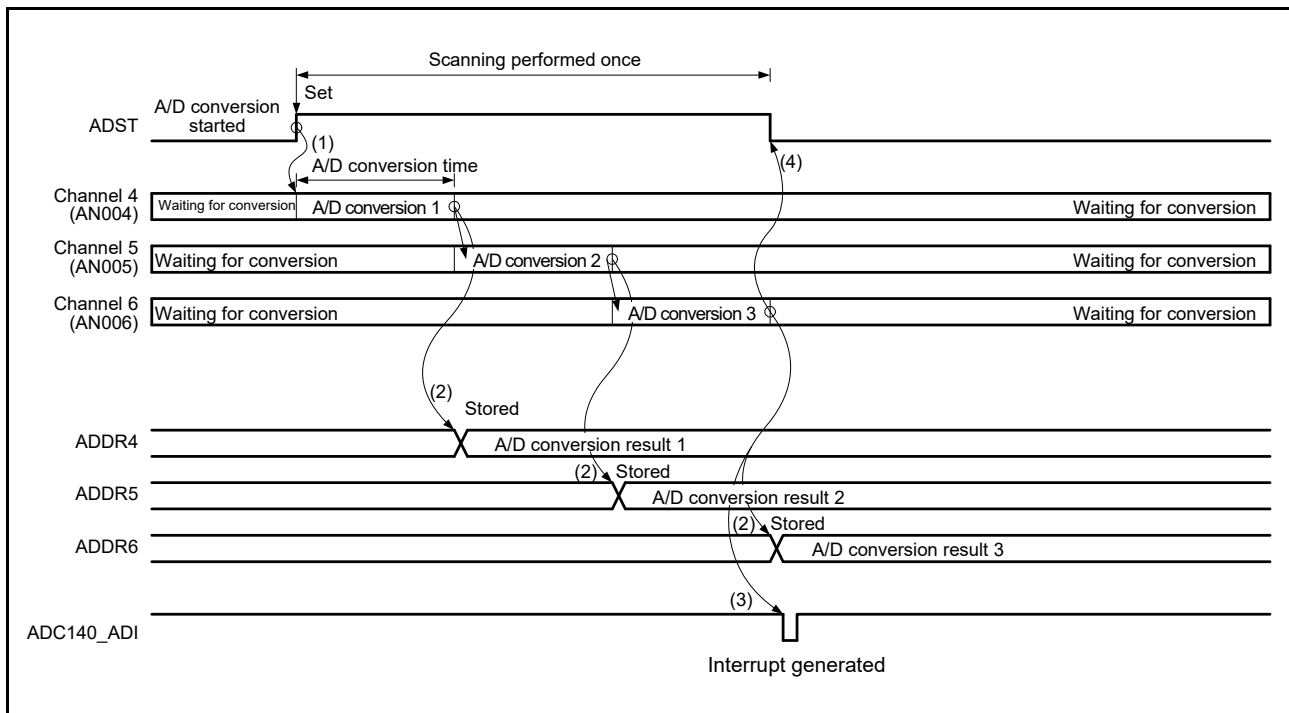 Scanning performed once
Set
A/D conversion
started
ADST
(1)
(4)
A/D conversion time
Channel 4
(AN004)
Waiting for conversion
A/D conversion 1
Waiting for conversion
Channel 5
(AN005)
Waiting for conversion
A/D conversion 2
Waiting for conversion
Channel 6
(AN006)
Waiting for conversion
A/D conversion 3
Waiting for conversion
(2)
Stored
ADDR4
A/D conversion result 1
(2)
Stored
ADDR5
A/D conversion result 2
(2)
Stored
ADDR6
A/D conversion result 3
(3)
ADC140_ADI
Interrupt generated